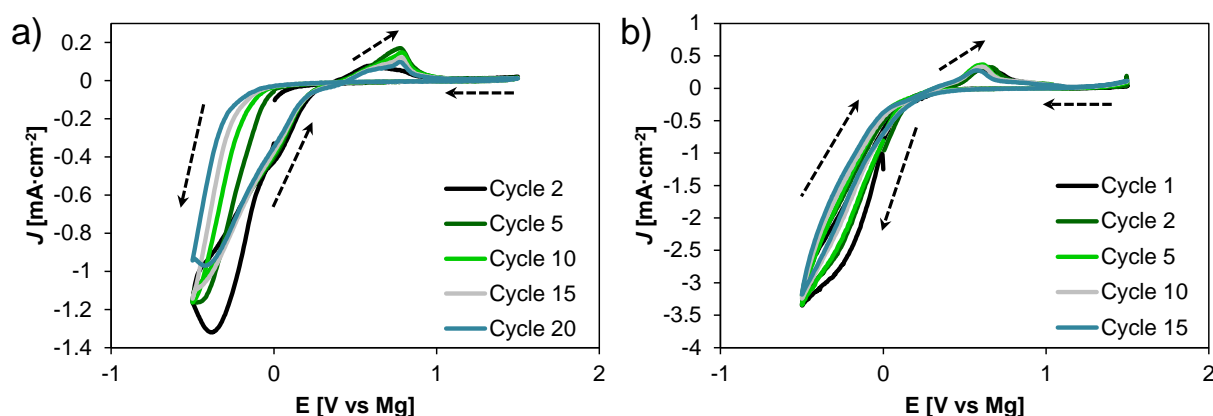 a)
0.2
0
-0.2
-0.4
-0.6
-0.8
-1
-1.2
-1.4
J [mA·cm-2]
-1
0
1
2
E [V vs Mg]
Cycle 2
Cycle 5
Cycle 10
Cycle 15
Cycle 20
b)
1
0.5
0
-0.5
-1
-1.5
-2
-2.5
-3
-3.5
-4
J [mA·cm-2]
-1
0
1
2
E [V vs Mg]
Cycle 1
Cycle 2
Cycle 5
Cycle 10
Cycle 15